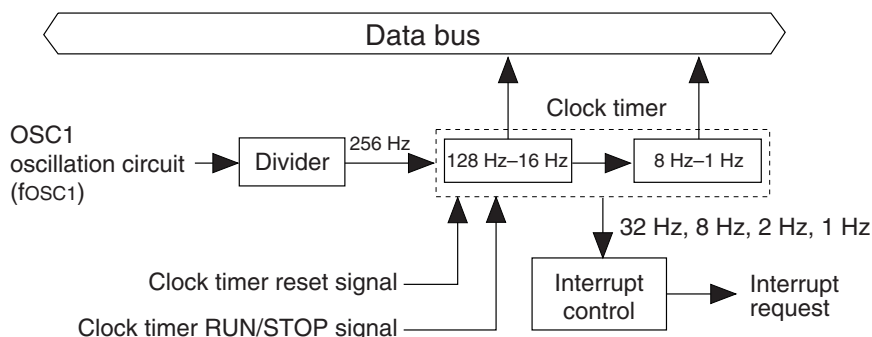 Data bus
Clock timer
OSC1
oscillation circuit
(fOSC1)
Divider
256 Hz
128 Hz–16 Hz
8 Hz–1 Hz
32 Hz, 8 Hz, 2 Hz, 1 Hz
Clock timer reset signal
Clock timer RUN/STOP signal
Interrupt
control
Interrupt
request